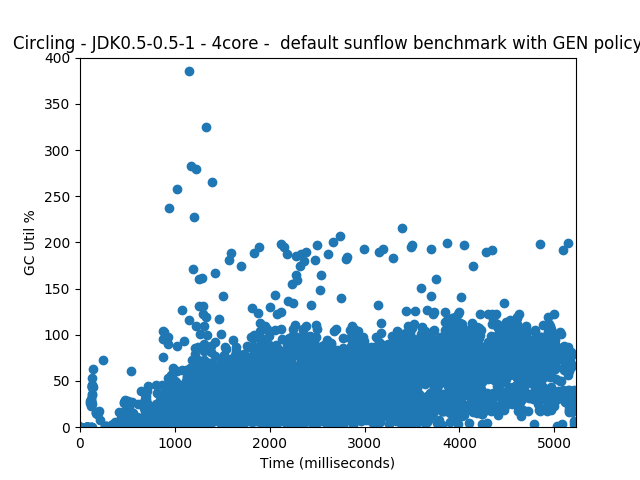 Circling - JDK0.5-0.5-1 - 4core -  default sunflow benchmark with GEN policy
400
350
300
250
200
150
100
50
0
GC Util %
0 1000 2000 3000 4000 5000
Time (milliseconds)